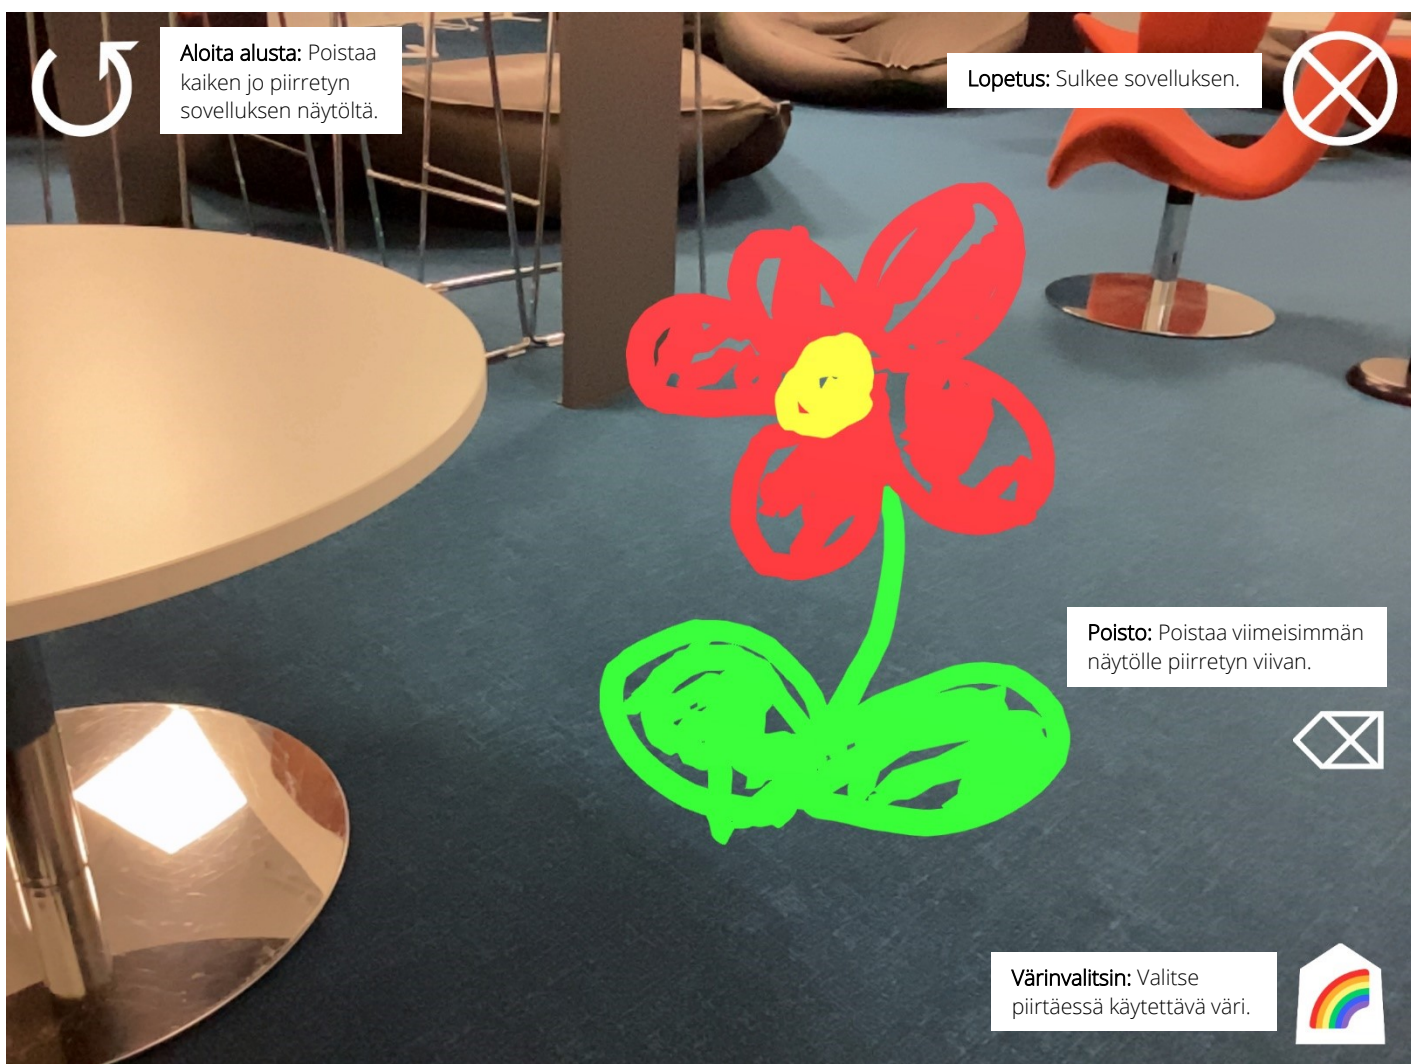 Aloita alusta: Poistaa
kaiken jo piirretyn
sovelluksen näytöltä.
Lopetus: Sulkee sovelluksen.
Poisto: Poistaa viimeisimmän
näytölle piirretyn viivan.
Värinvalitsin: Valitse
piirtäessä käytettävä väri.